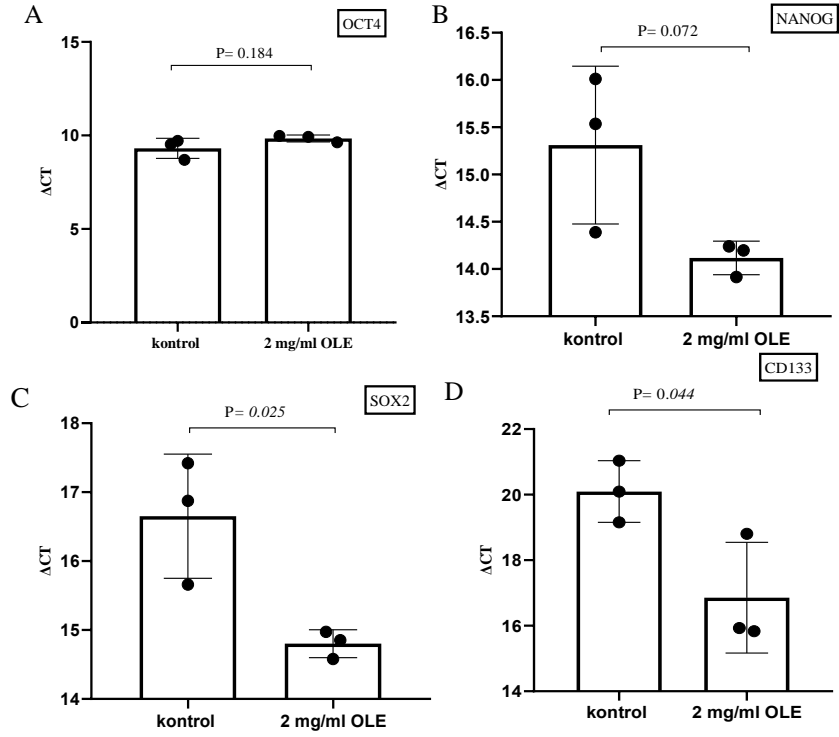 A
OCT4
P= 0.184
15
10
5
0
ΔCT
kontrol
2 mg/ml OLE
B
NANOG
P= 0.072
16.0
15.5
15.0
14.5
14.0
13.5
ΔCT
kontrol
2 mg/ml OLE
C
SOX2
P= 0.025
18
17
16
15
14
ΔCT
kontrol
2 mg/ml OLE
D
CD133
P= 0.044
22
20
18
16
14
ΔCT
kontrol
2 mg/ml OLE